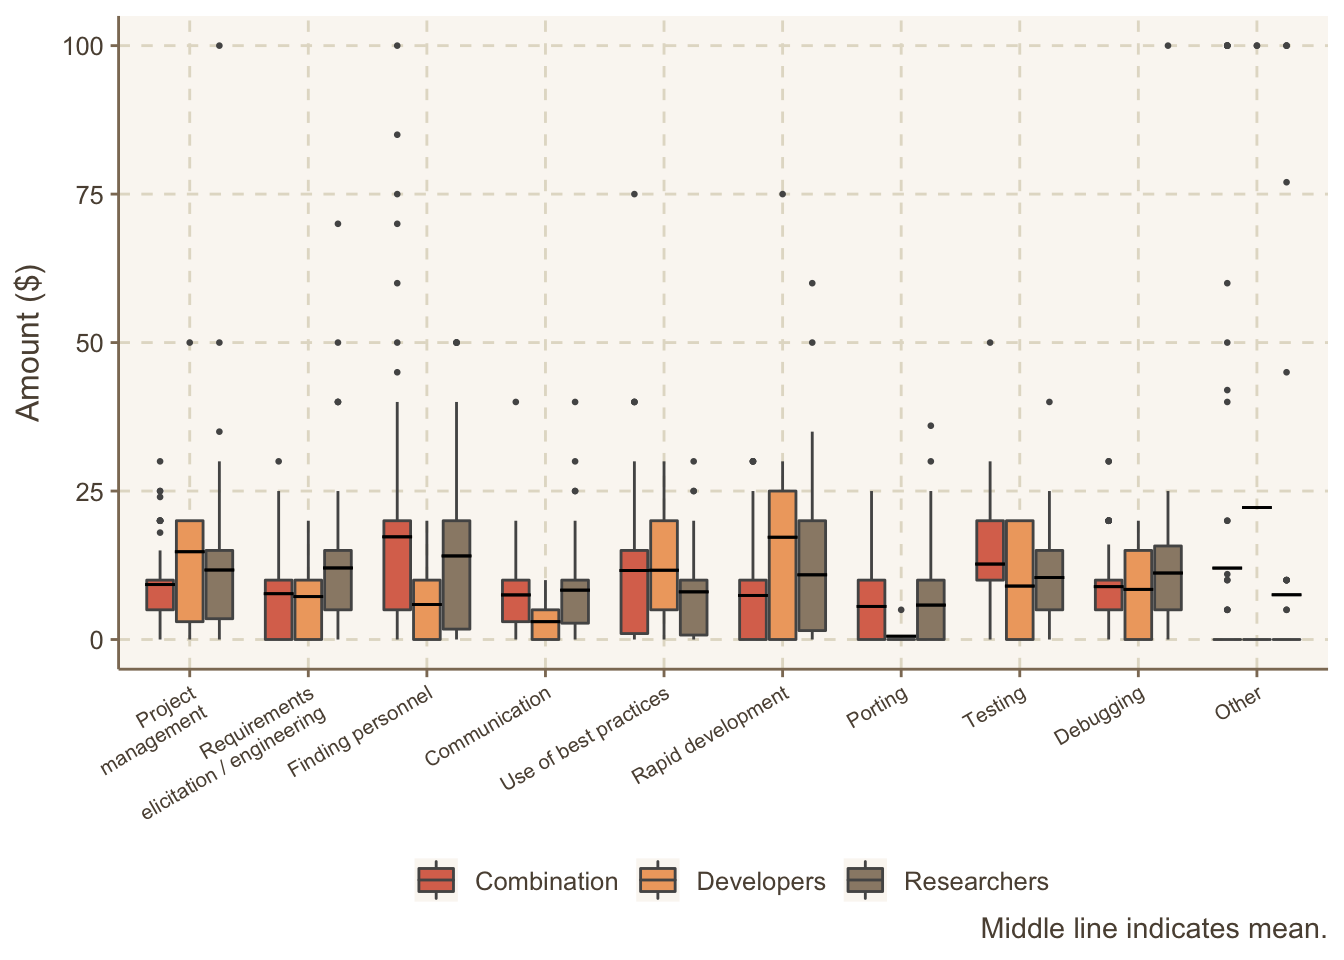 Amount ($)
100
75
50
25
0
Project
management
Requirements
elicitation / engineering
Finding personnel
Communication
Use of best practices
Rapid development
Porting
Testing
Debugging
Other
Combination
Developers
Researchers
Middle line indicates mean.